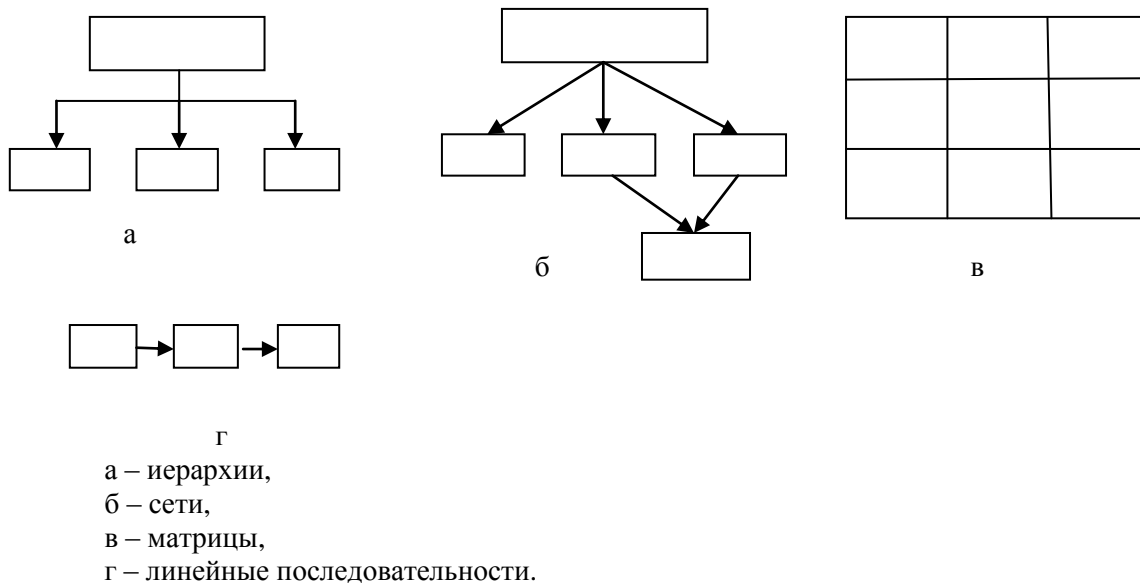 а
б
в
г
а – иерархии,
б – сети,
в – матрицы,
г – линейные последовательности.